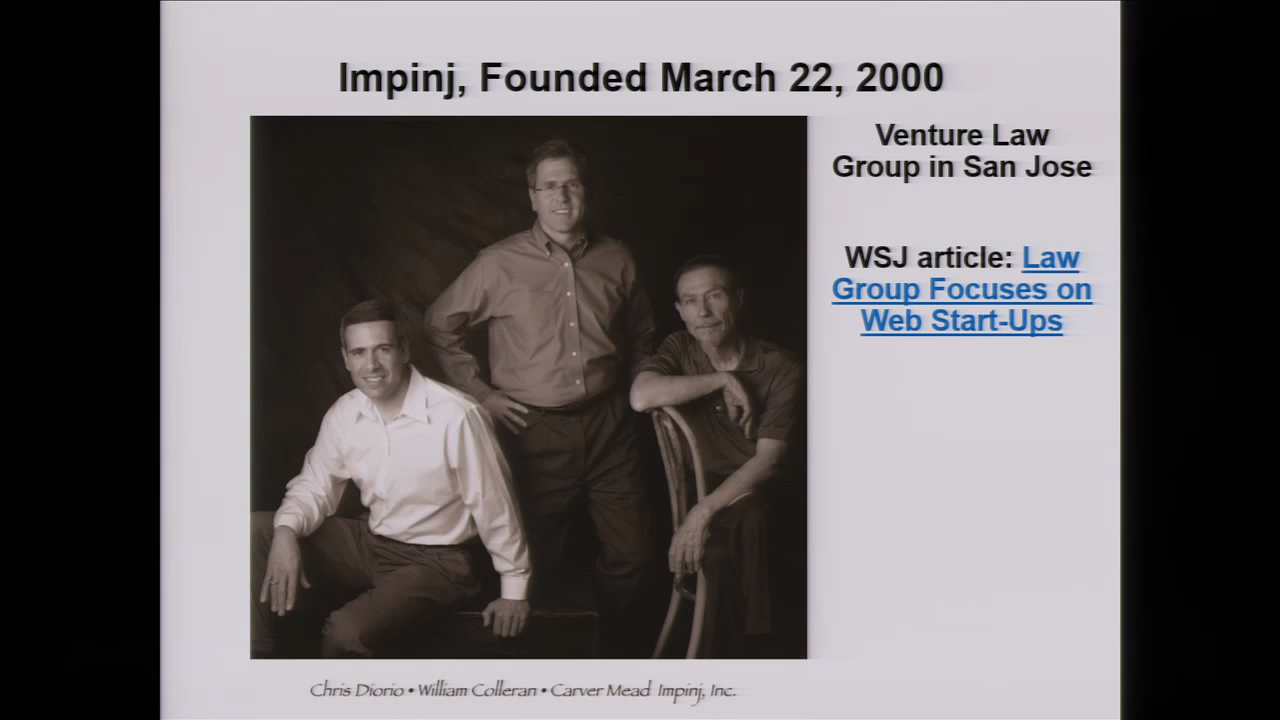 Impinj, Founded March 22, 2000
Venture Law
Group in San Jose
WSJ article: Law
Group Focuses on
Web Start-Ups
Chris Diorio • William Colleran • Carver Mead Impinj, Inc.